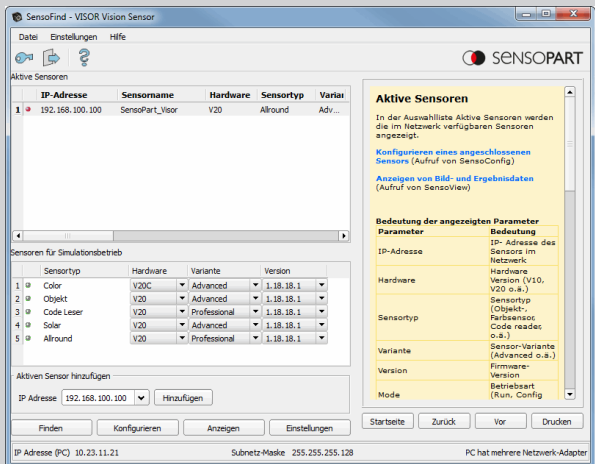 SensoFind - VISOR Vision Sensor
Datei Einstellungen Hilfe
SENSOPART
Aktive Sensoren
IP-Adresse Sensorname Hardware Sensortyp Varian
1 192.168.100.100 SensoPart_Visor V20 Allround Adv...
Sensoren für Simulationsbetrieb
Sensortyp Hardware Variante Version
1 Color V20C Advanced 1.18.18.1
2 Objekt V20 Advanced 1.18.18.1
3 Code Leser V20 Professional 1.18.18.1
4 Solar V20 Advanced 1.18.18.1
5 Allround V20 Professional 1.18.18.1
Aktiven Sensor hinzufügen
IP Adresse 192.168.100.100 Hinzufügen
Finden Konfigurieren Anzeigen Einstellungen
Aktive Sensoren
In der Auswahlliste Aktive Sensoren werden
die im Netzwerk verfügbaren Sensoren
angezeigt.
Konfigurieren eines angeschlossenen
Sensors (Aufruf von SensoConfig)
Anzeigen von Bild- und Ergebnisdaten
(Aufruf von SensoView)
Bedeutung der angezeigten Parameter
Parameter Bedeutung
IP-Adresse IP- Adresse des
Sensors im
Netzwerk
Hardware Hardware
Version (V10,
V20 o.ä.)
Sensortyp Sensortyp
(Objekt-,
Farbsensor,
Code reader,
o.ä.)
Variante Sensor-Variante
(Advanced o.ä.)
Version Firmware-
Version
Mode Betriebsart
(Run, Config
Startseite Zurück Vor Drucken
IP Adresse (PC) 10.23.11.21 Subnetz-Maske 255.255.255.128 PC hat mehrere Netzwerk-Adapter